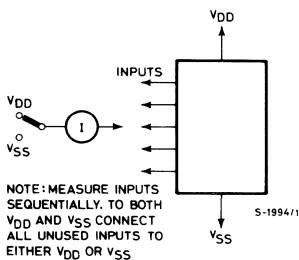 VDD
INPUTS
VDD
I
VSS
NOTE: MEASURE INPUTS
SEQUENTIALLY. TO BOTH
VDD AND VSS CONNECT
ALL UNUSED INPUTS TO
EITHER VDD OR VSS
S-1994/1
VSS